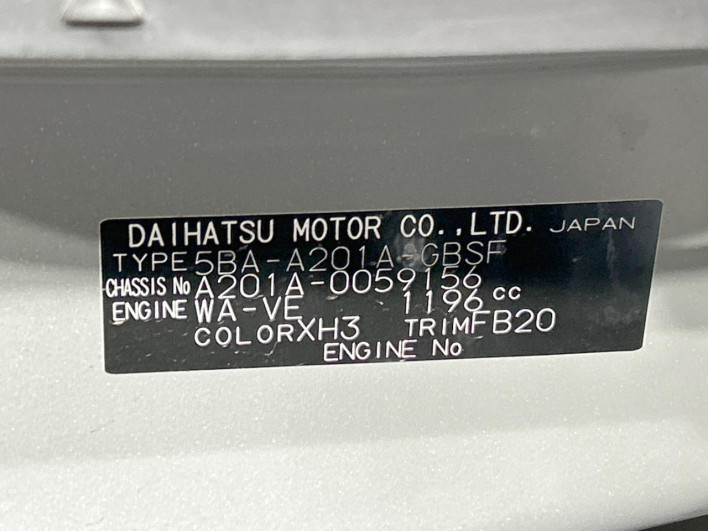 DAIHATSU MOTOR CO.,LTD. JAPAN
TYPE 5BA-A201A-GBSF
CHASSIS No A201A-0059156
ENGINE WA-VE 1196 cc
COLOR XH3 TRIM FB20
ENGINE No